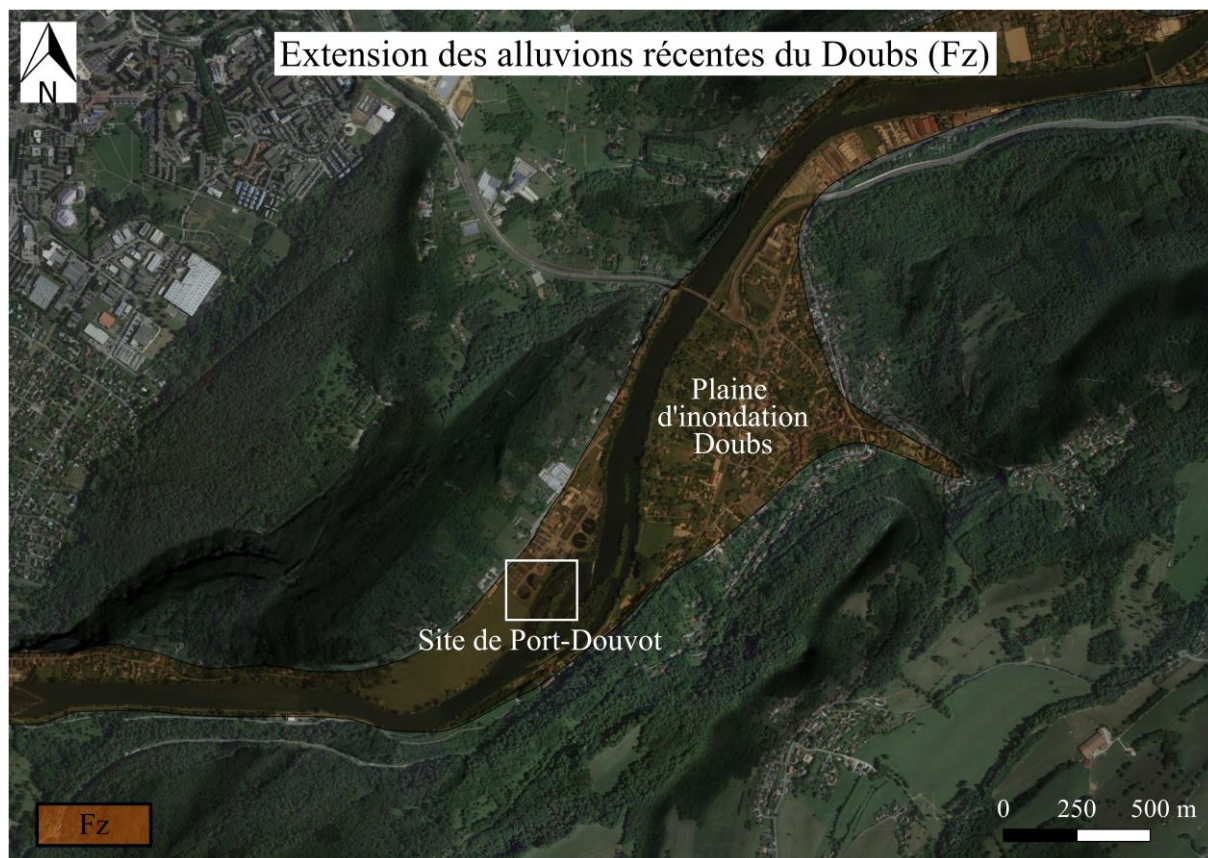 N
Extension des alluvions récentes du Doubs (Fz)
Plaine
d'inondation
Doubs
Site de Port-Douvot
Fz
0 250 500 m